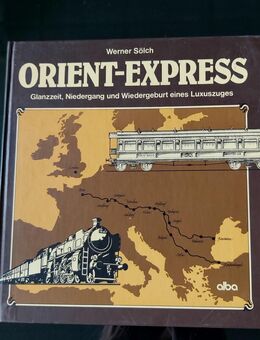 Werner Sölch
ORIENT-EXPRESS
Glanzzeit, Niedergang und Wiedergeburt eines Luxuszuges
alba